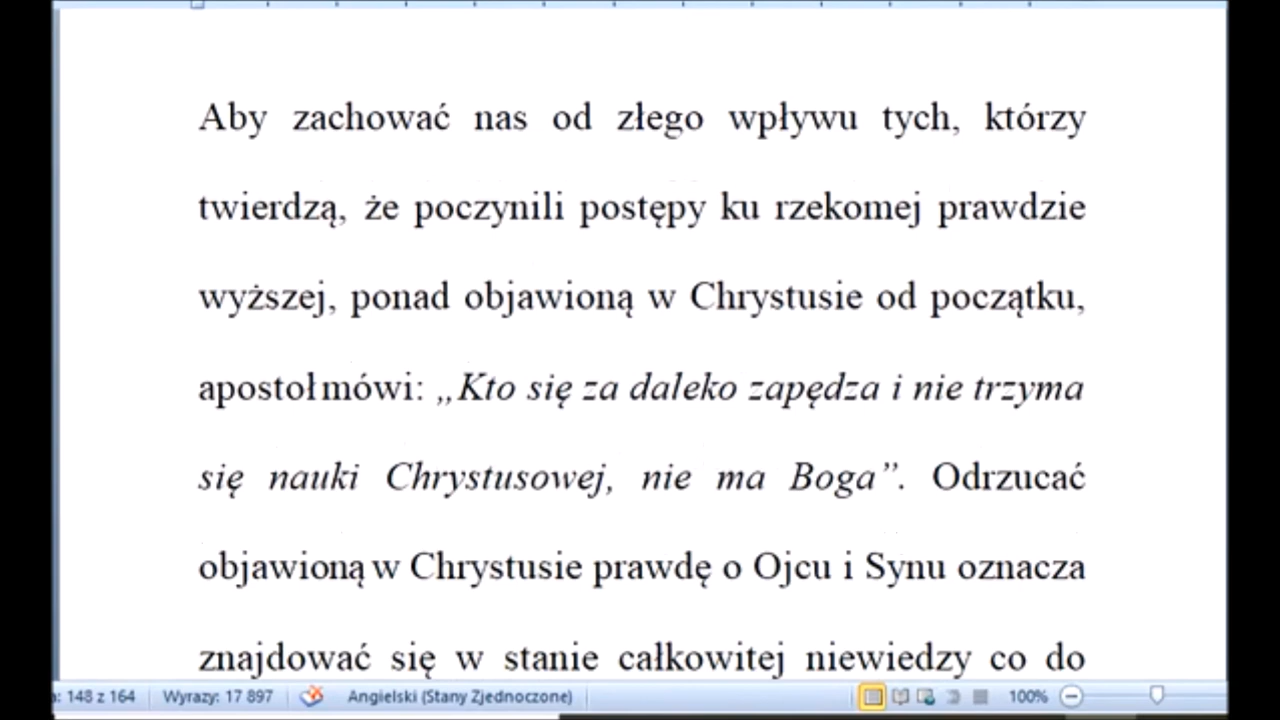 Aby zachować nas od złego wpływu tych, którzy
twierdzą, że poczynili postępy ku rzekomej prawdzie
wyższej, ponad objawioną w Chrystusie od początku,
apostoł mówi: „Kto się za daleko zapędza i nie trzyma
się nauki Chrystusowej, nie ma Boga”. Odrzucać
objawioną w Chrystusie prawdę o Ojcu i Synu oznacza
znajdować się w stanie całkowitej niewiedzy co do
a: 148 z 164 Wyrazy: 17 897 Angielski (Stany Zjednoczone) 100%